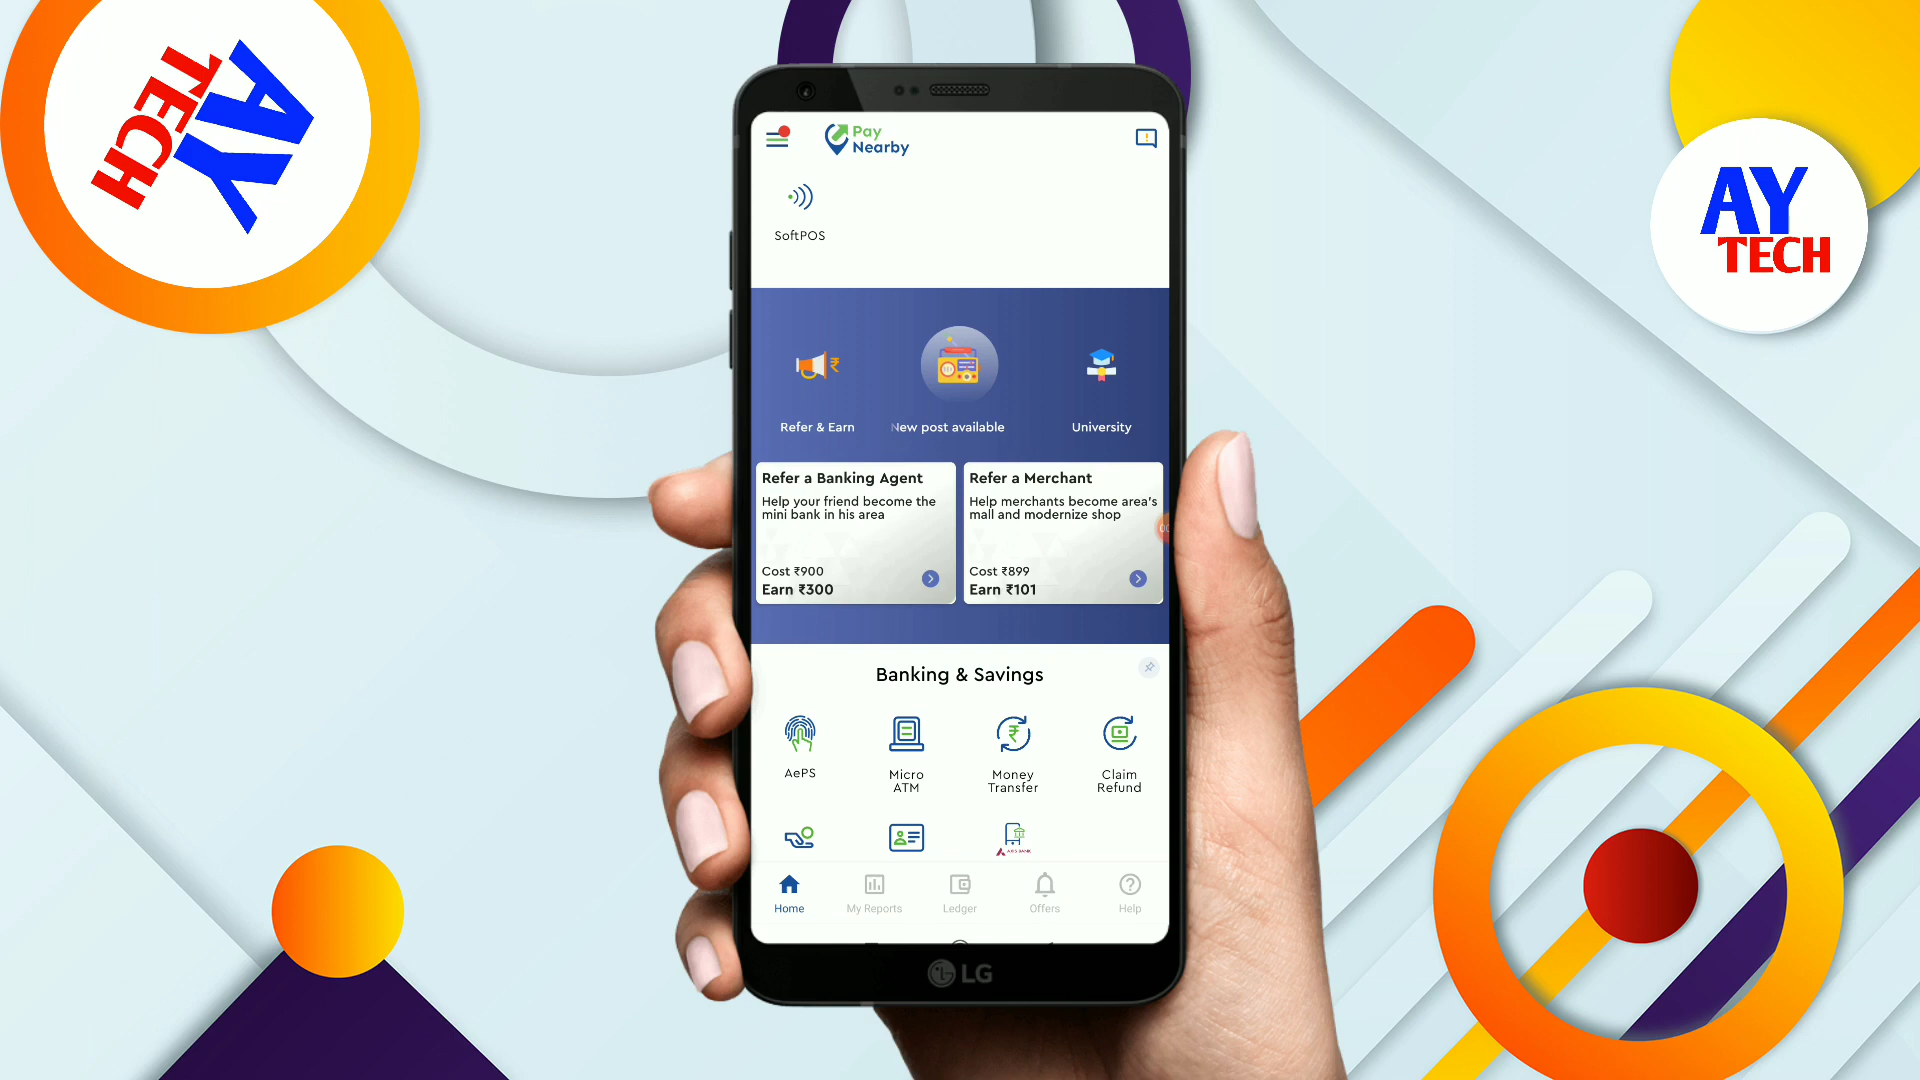 AY
TECH
AY
TECH
Pay
Nearby
SoftPOS
Refer & Earn
New post available
University
Refer a Banking Agent
Help your friend become the
mini bank in his area
Cost ₹900
Earn ₹300
Refer a Merchant
Help merchants become area's
mall and modernize shop
Cost ₹899
Earn ₹101
Banking & Savings
AePS
Micro
ATM
Money
Transfer
Claim
Refund
AXIS BANK
Home
My Reports
Ledger
Offers
Help
LG